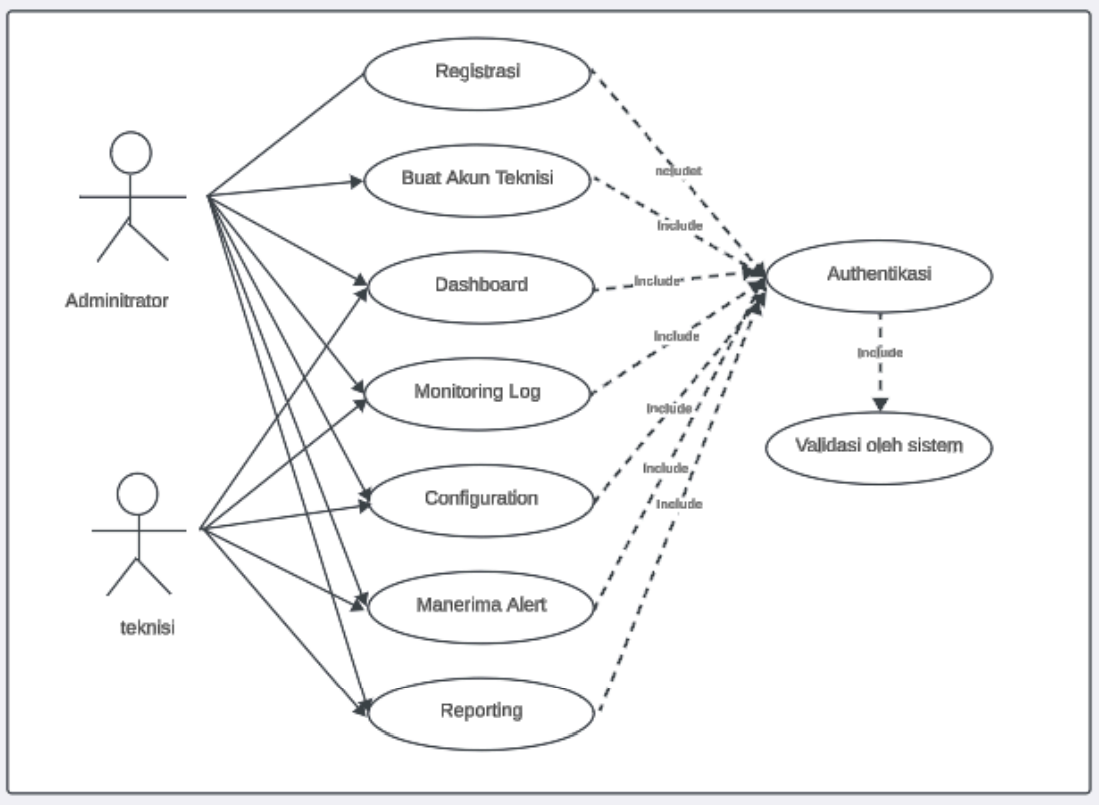 Registrasi
ncludet
Buat Akun Teknisi
Include
Dashboard
Include
Authentikasi
Adminitrator
Include
Include
Monitoring Log
Include
Validasi oleh sistem
Include
Configuration
Include
Manerima Alert
teknisi
Reporting